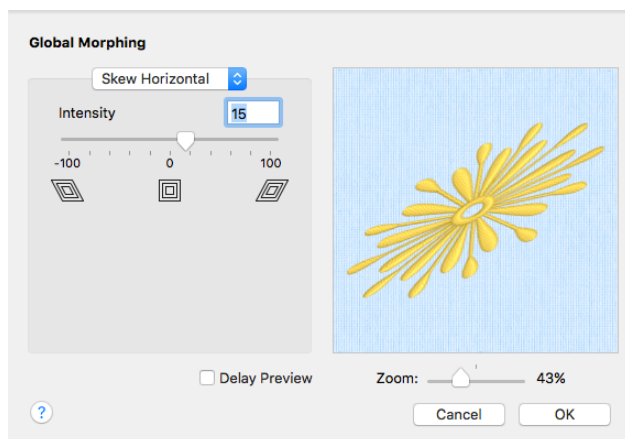 Global Morphing
Skew Horizontal
Intensity
15
-100
0
100
Delay Preview
Zoom:
43%
?
Cancel
OK